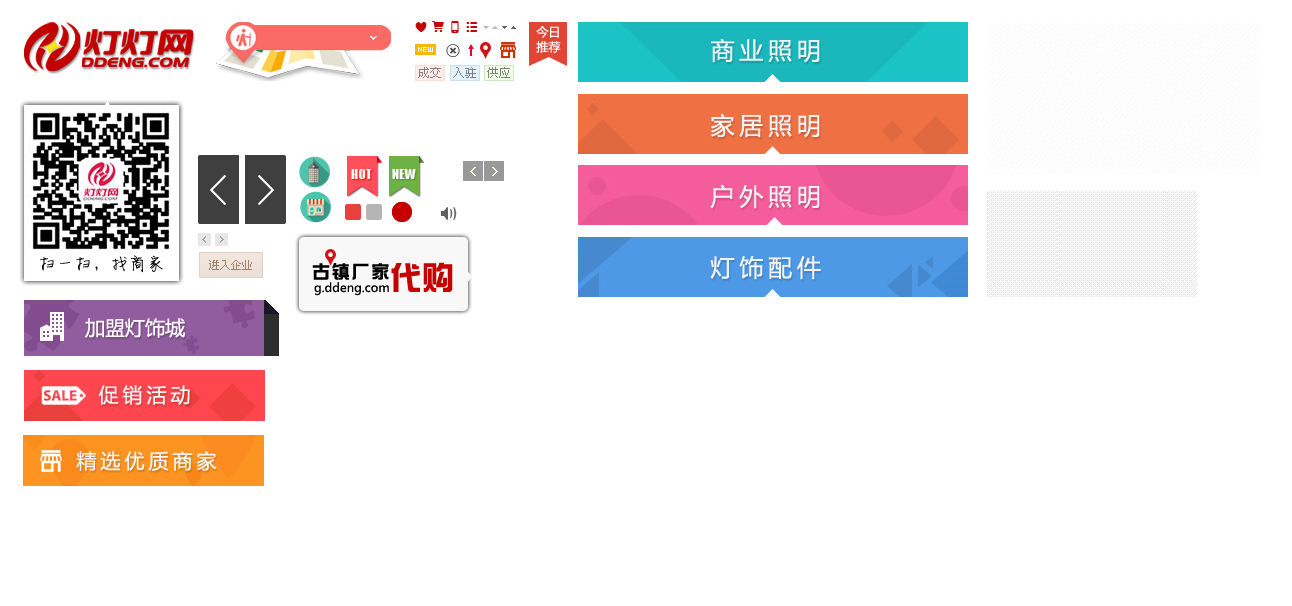 灯灯网
DDENG.COM
NEW
成交
入驻
供应
今日
推荐
商业照明
家居照明
户外照明
灯饰配件
灯灯网
扫一扫，找商家
HOT
NEW
进入企业
古镇厂家代购
g.ddeng.com
加盟灯饰城
SALE
促销活动
精选优质商家